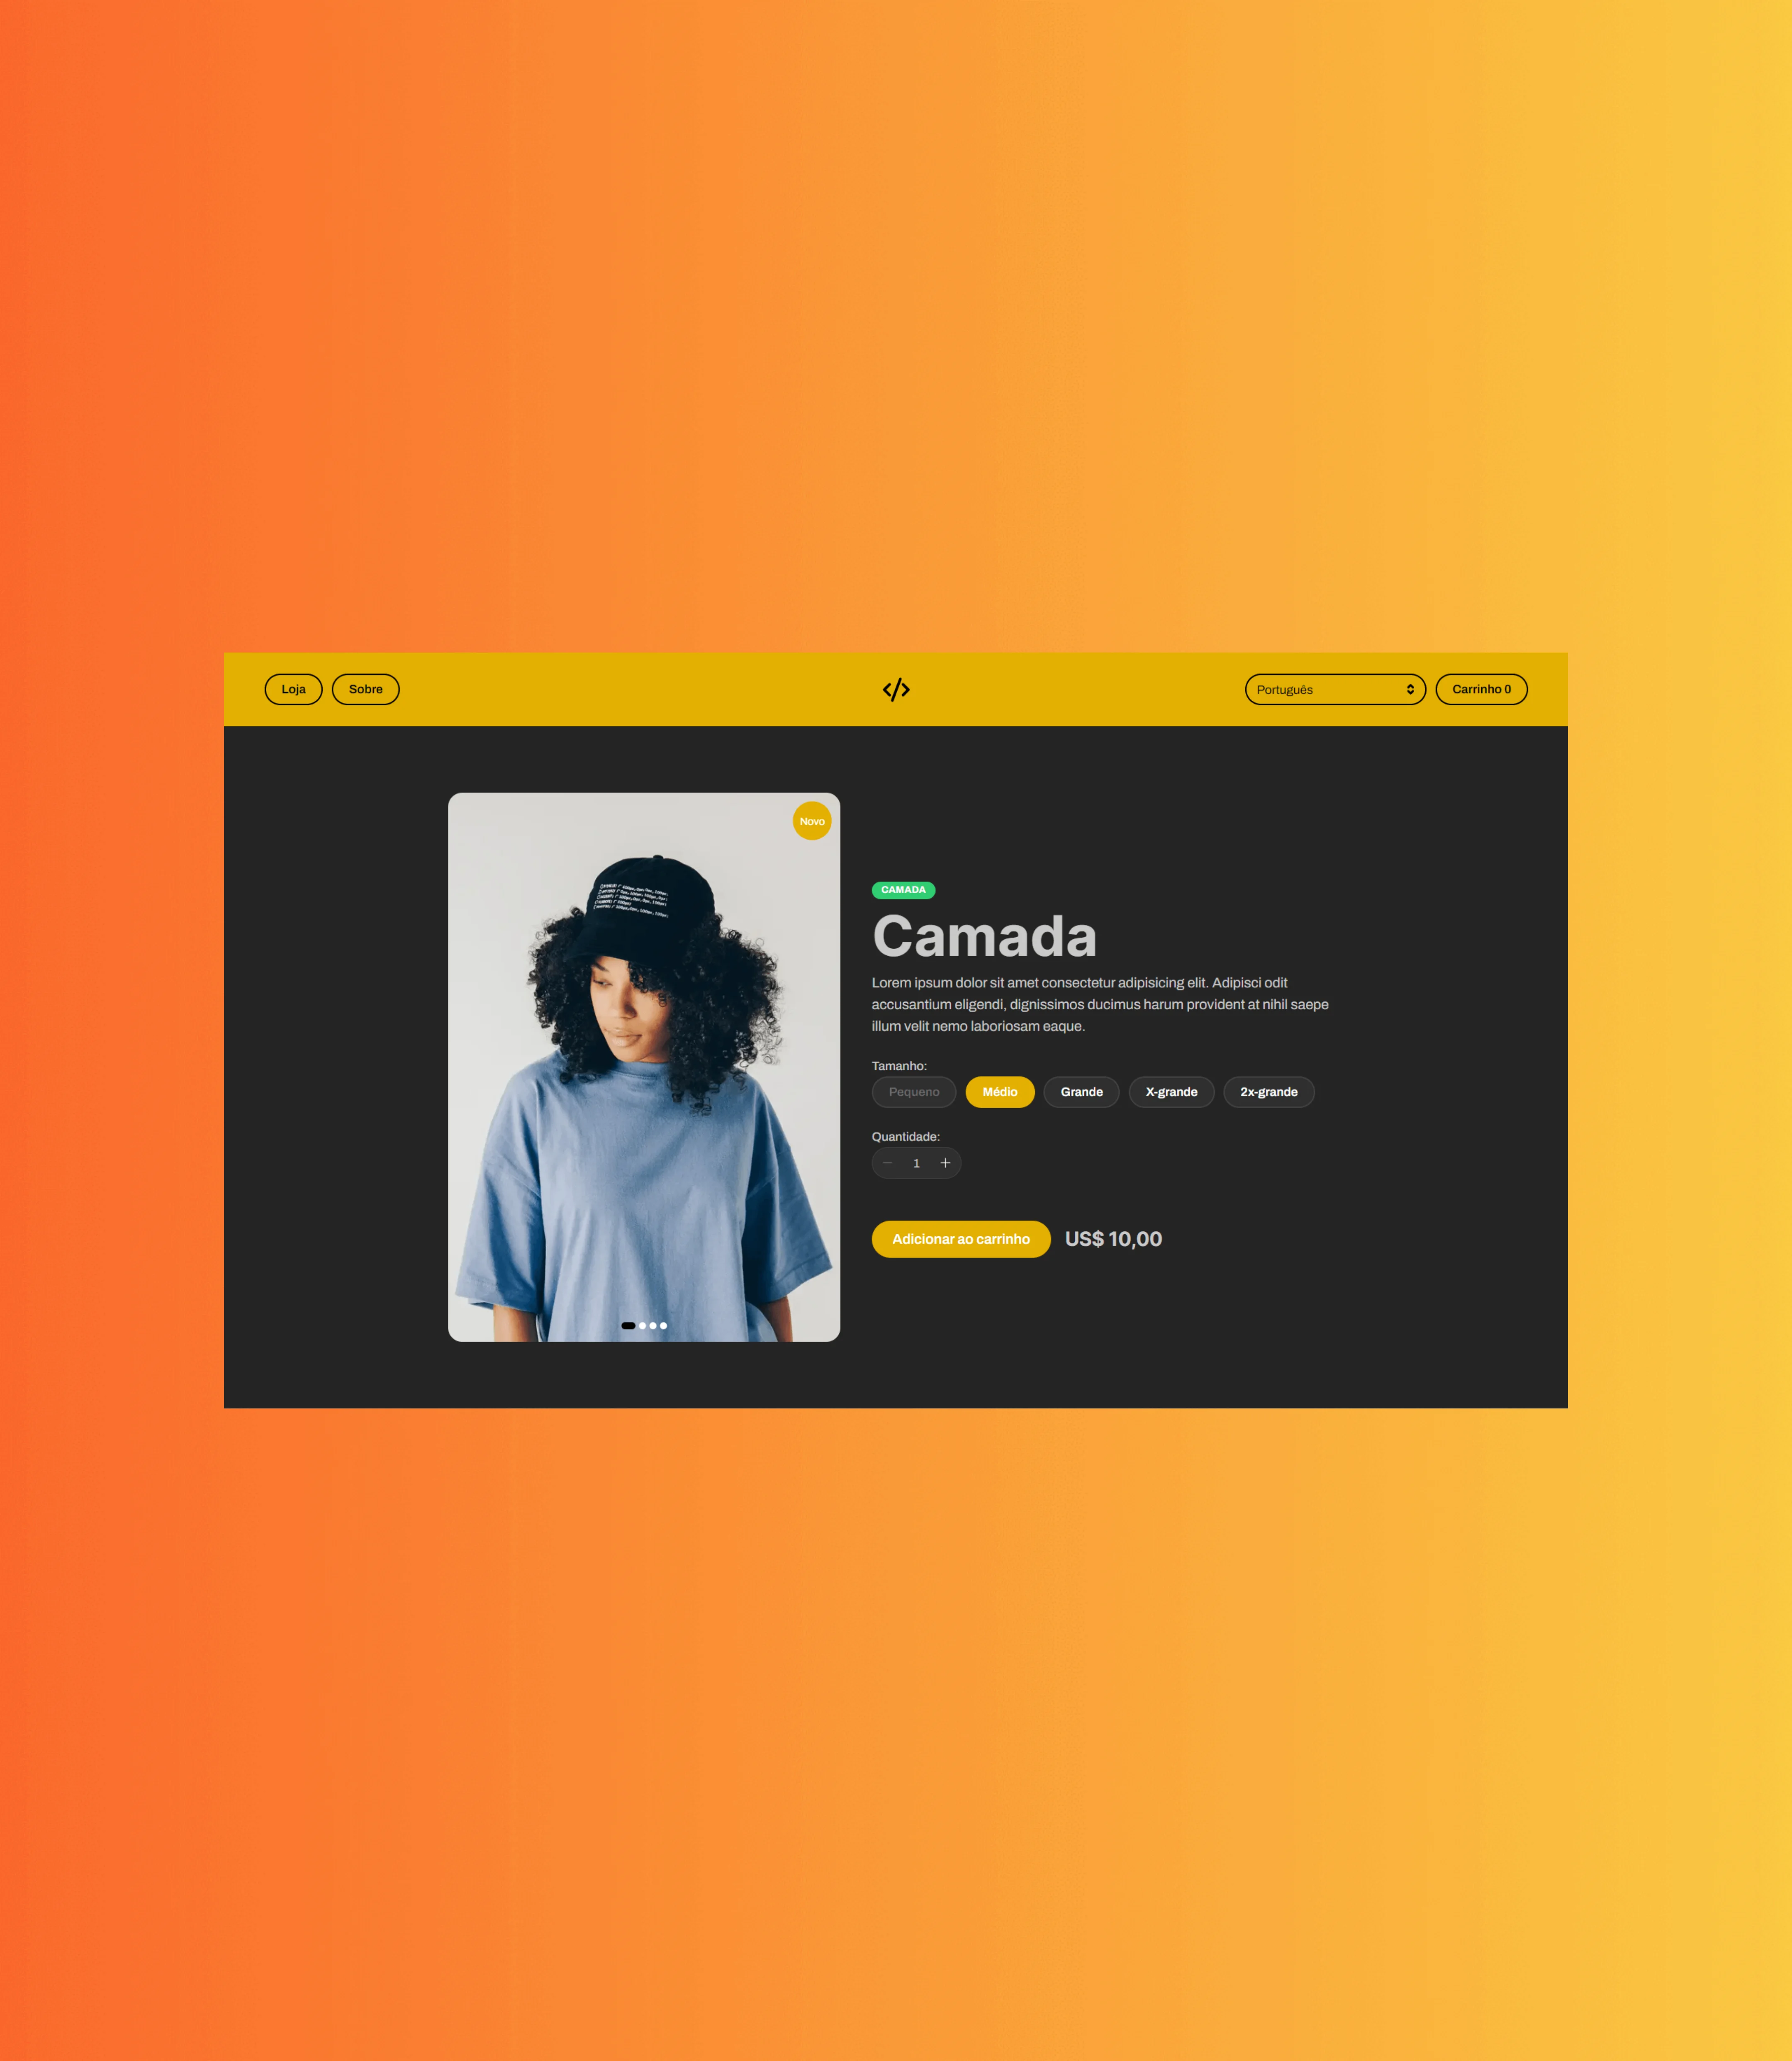 Loja
Sobre
</>
Português
Carrinho 0
Novo
CAMADA
Camada
Lorem ipsum dolor sit amet consectetur adipisicing elit. Adipisci odit
accusantium eligendi, dignissimos ducimus harum provident at nihil saepe
illum velit nemo laboriosam eaque.
Tamanho:
Pequeno
Médio
Grande
X-grande
2x-grande
Quantidade:
− 1 +
Adicionar ao carrinho
US$ 10,00